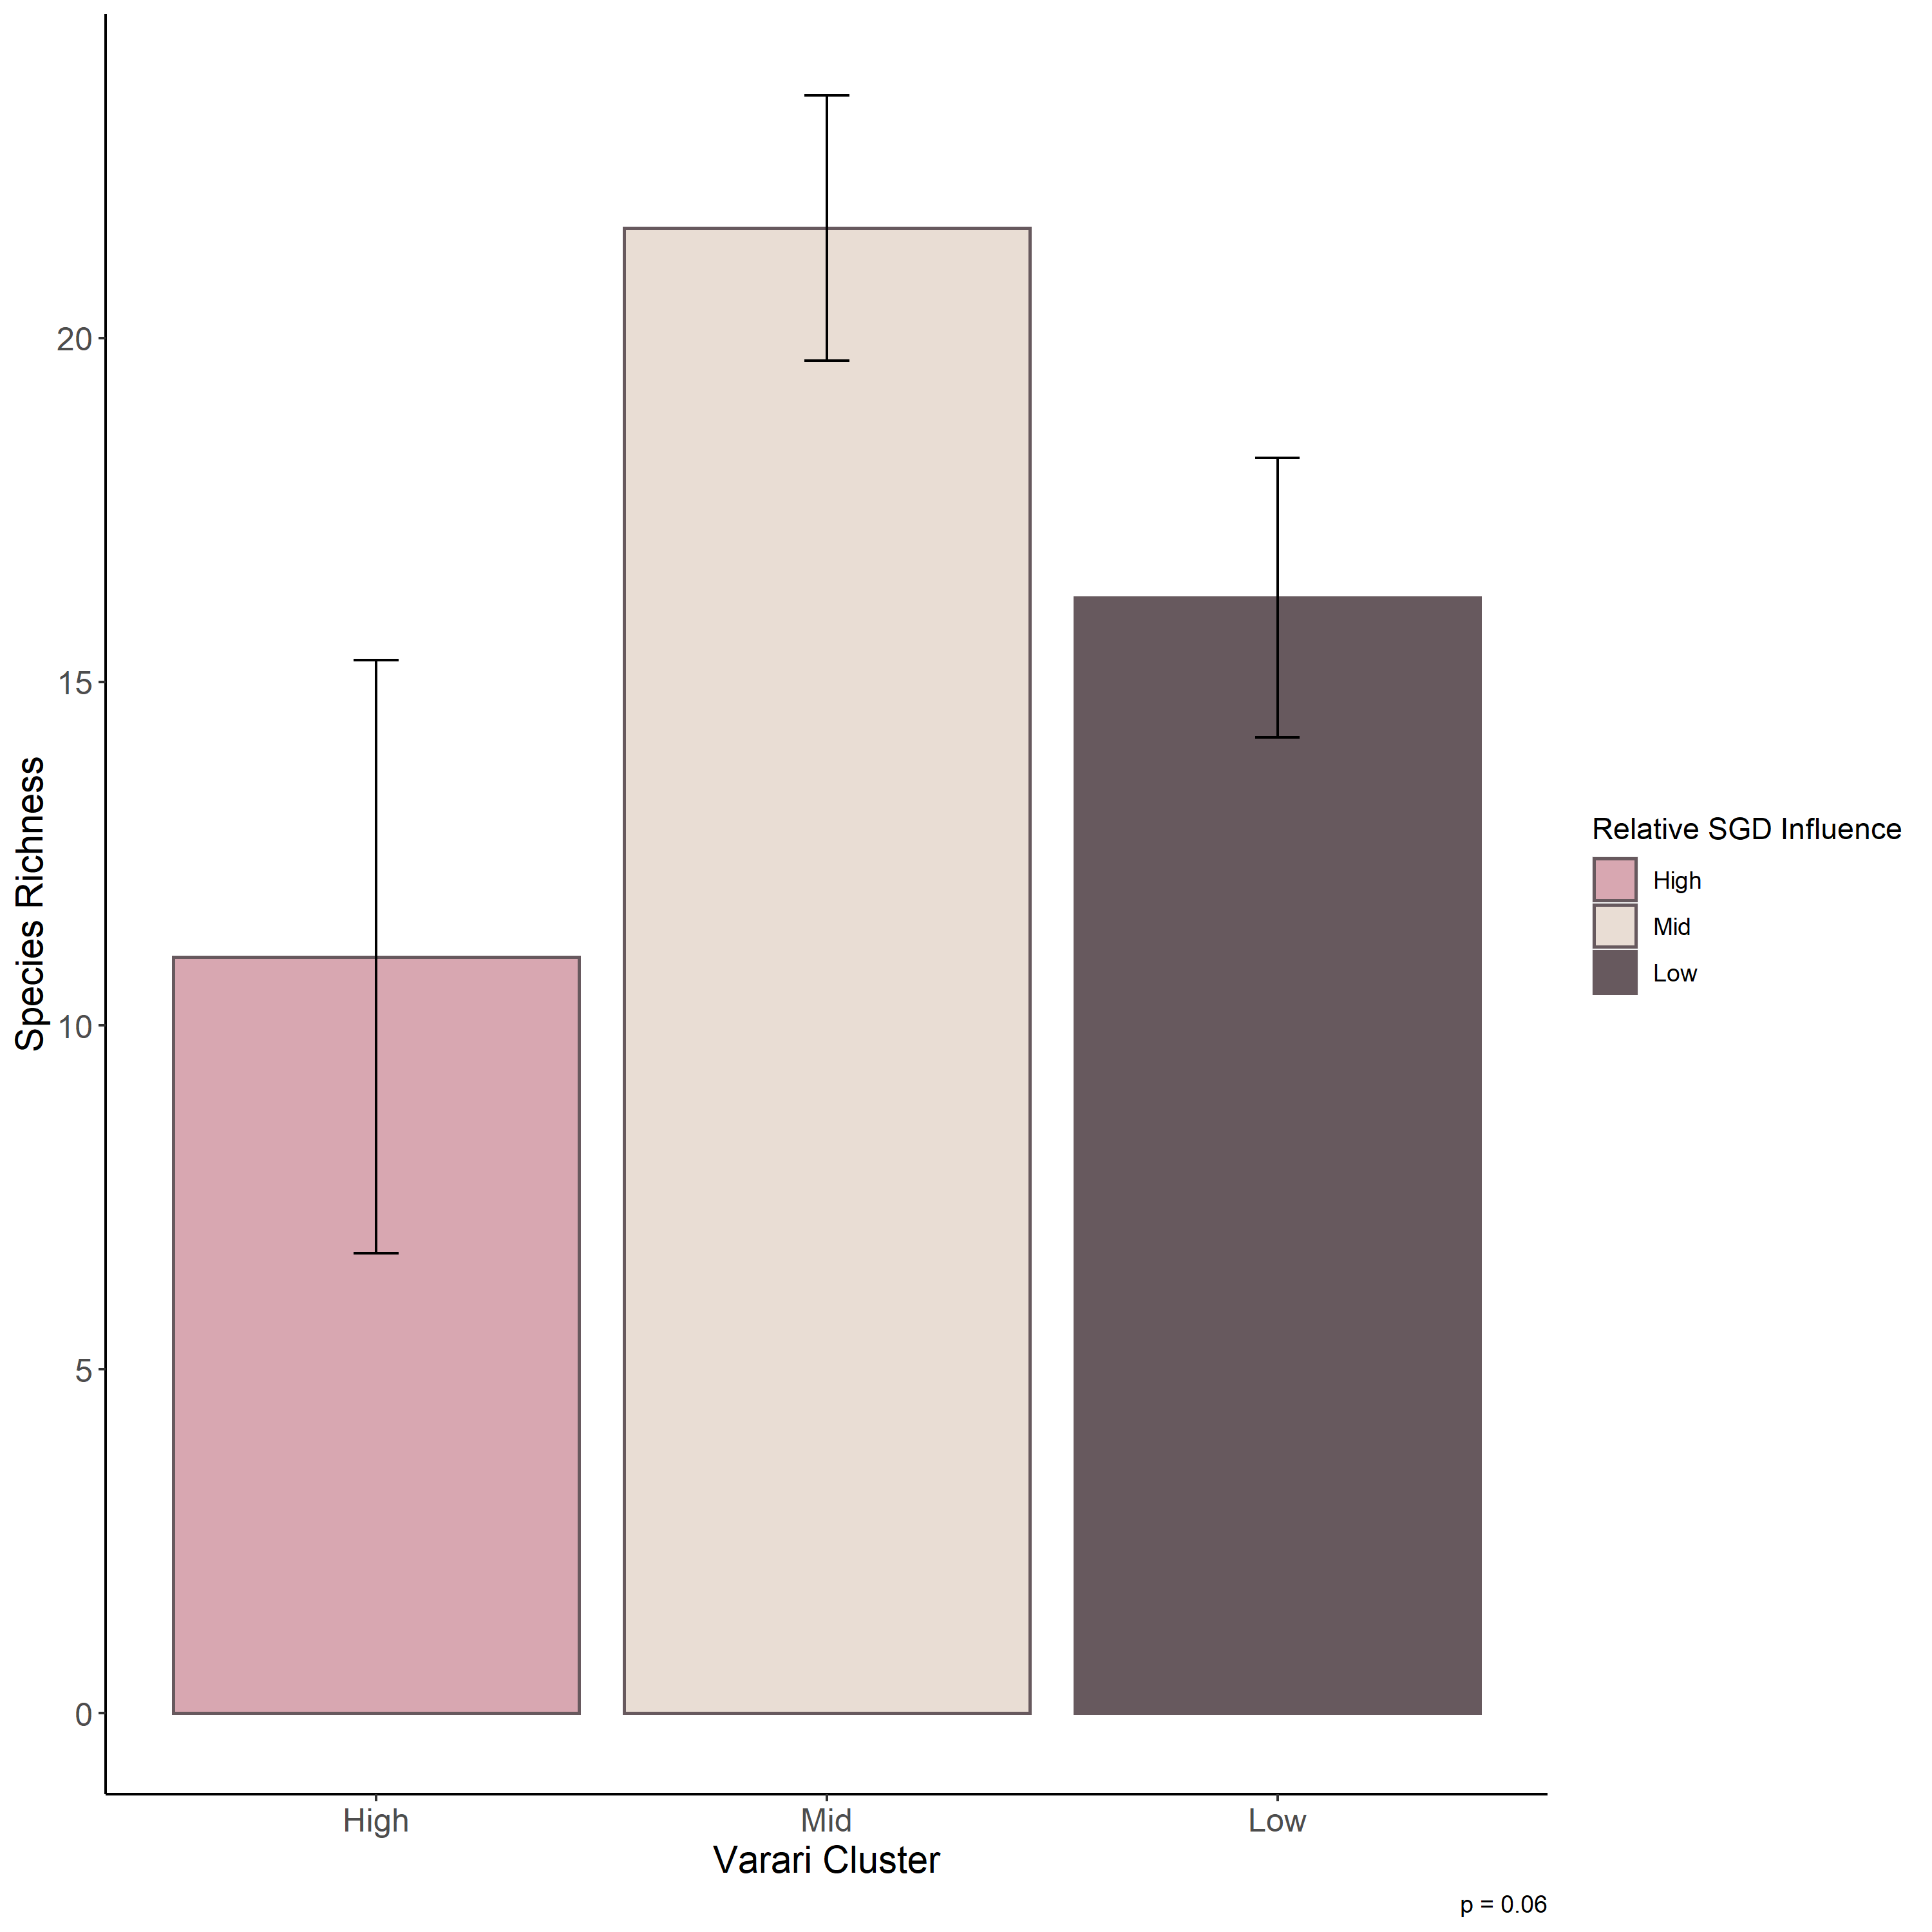 Species Richness
20
15
10
5
0
High
Mid
Low
Varari Cluster
Relative SGD Influence
High
Mid
Low
p = 0.06